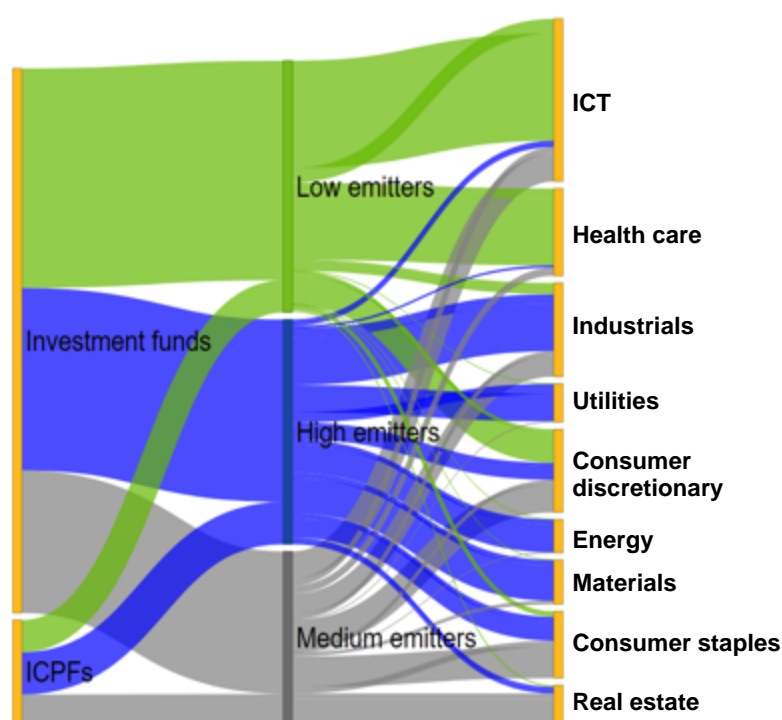 Investment funds
ICPFs
Low emitters
High emitters
Medium emitters
ICT
Health care
Industrials
Utilities
Consumer
discretionary
Energy
Materials
Consumer staples
Real estate